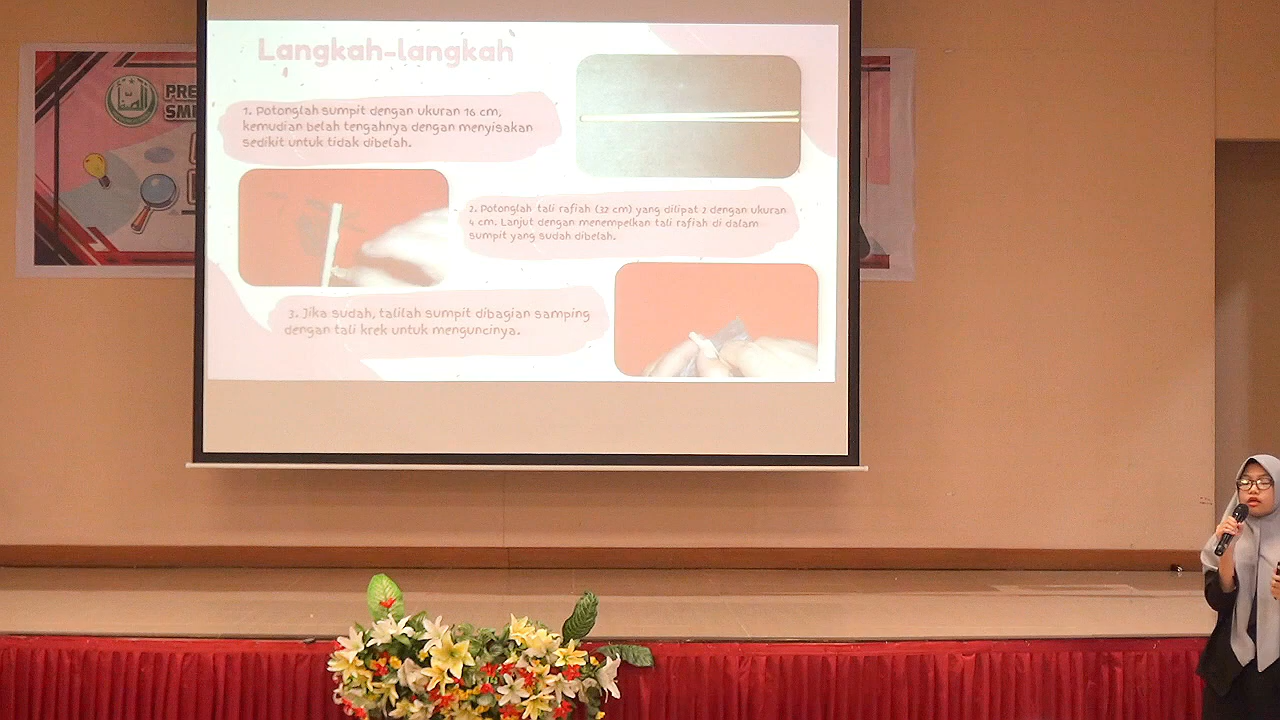 Langkah-langkah
1. Potonglah sumpit dengan ukuran 16 cm,
kemudian belah tengahnya dengan menyisakan
sedikit untuk tidak dibelah.
2. Potonglah tali rafiah (32 cm) yang dilipat 2 dengan ukuran
4 cm. Lanjut dengan menempelkan tali rafiah di dalam
sumpit yang sudah dibelah.
3. Jika sudah, talilah sumpit dibagian samping
dengan tali krek untuk menguncinya.